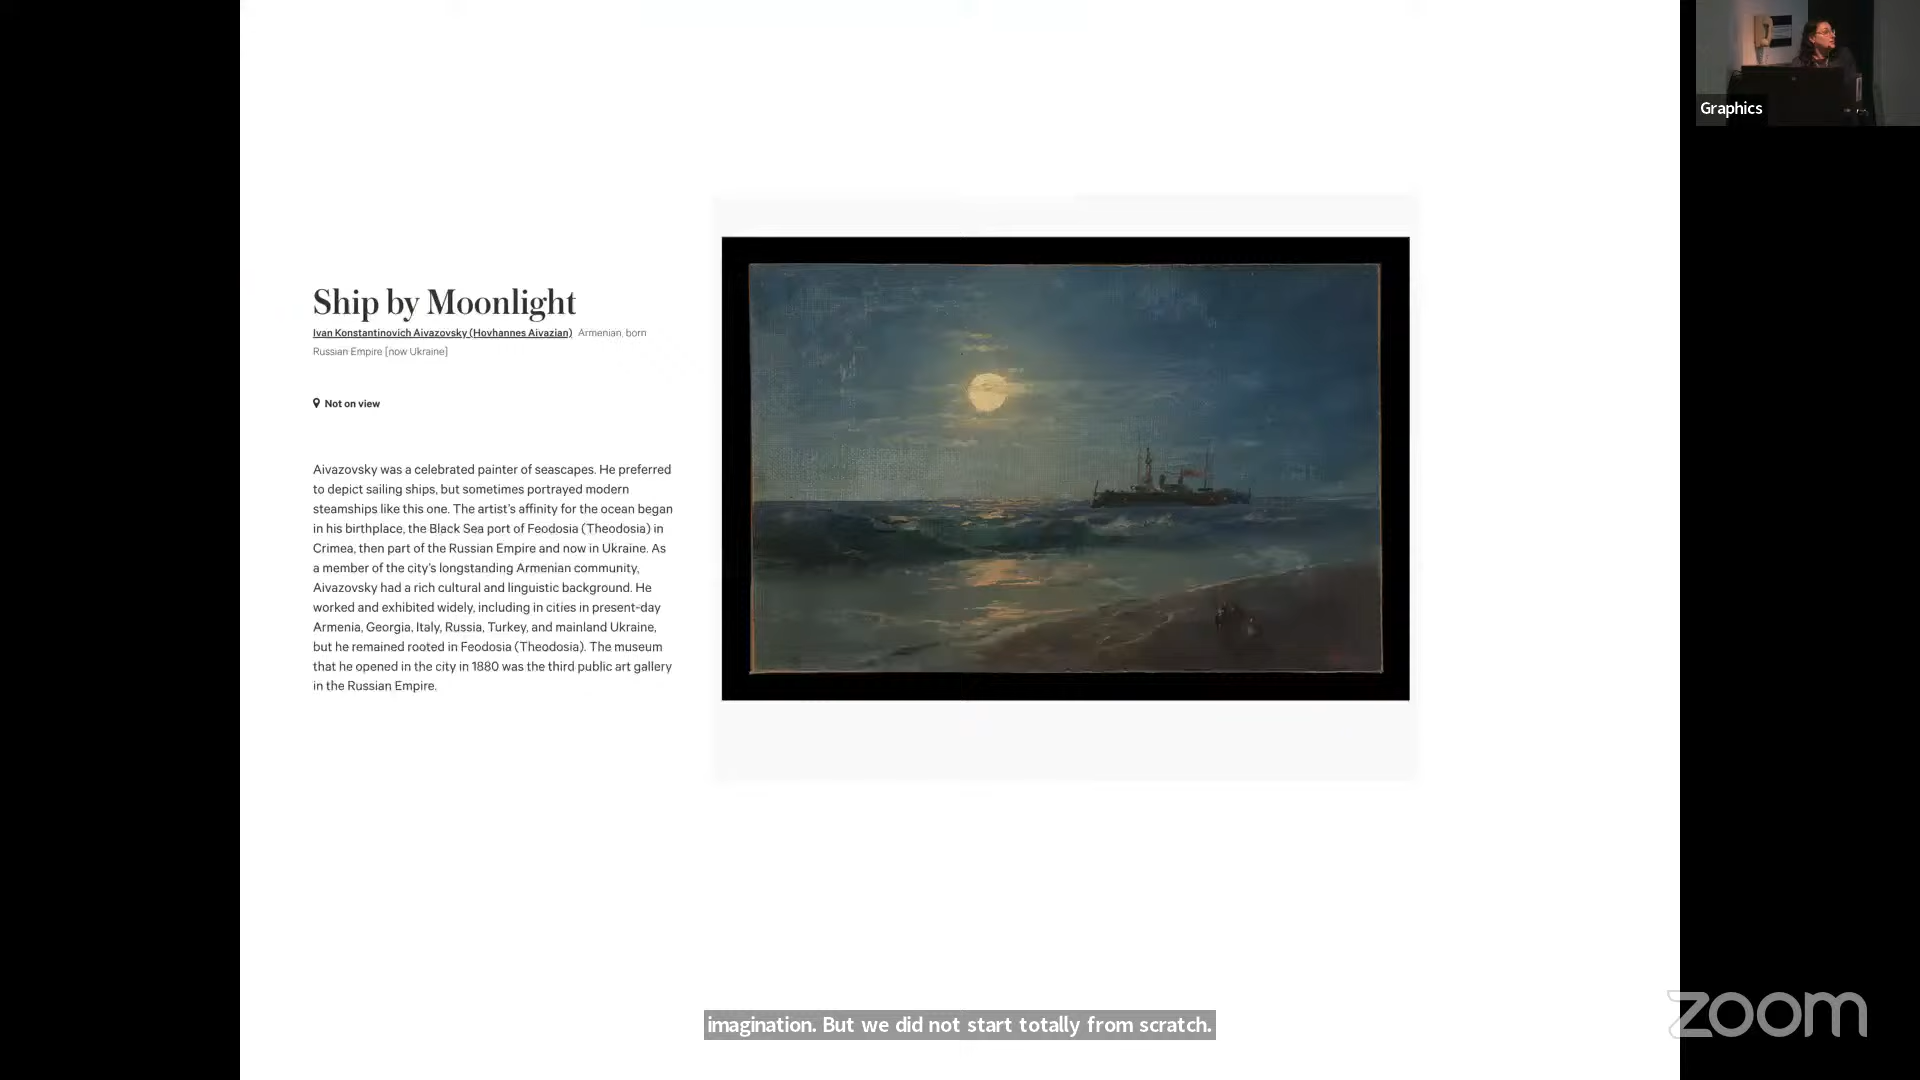 Graphics
Ship by Moonlight
Ivan Konstantinovich Aivazovsky (Hovhannes Aivazian) Armenian, born
Russian Empire [now Ukraine]
Not on view
Aivazovsky was a celebrated painter of seascapes. He preferred
to depict sailing ships, but sometimes portrayed modern
steamships like this one. The artist's affinity for the ocean began
in his birthplace, the Black Sea port of Feodosia (Theodosia) in
Crimea, then part of the Russian Empire and now in Ukraine. As
a member of the city's longstanding Armenian community,
Aivazovsky had a rich cultural and linguistic background. He
worked and exhibited widely, including in cities in present-day
Armenia, Georgia, Italy, Russia, Turkey, and mainland Ukraine,
but he remained rooted in Feodosia (Theodosia). The museum
that he opened in the city in 1880 was the third public art gallery
in the Russian Empire.
imagination. But we did not start totally from scratch.
zoom